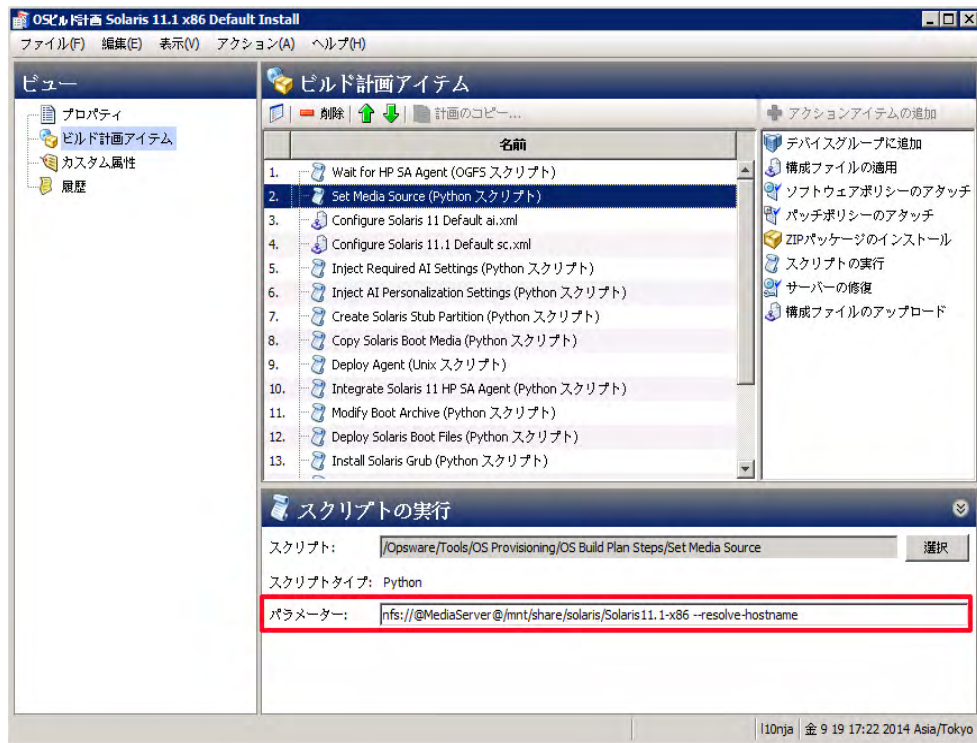 OSビルド計画 Solaris 11.1 x86 Default Install
ファイル(F) 編集(E) 表示(V) アクション(A) ヘルプ(H)
ビュー
プロパティ
ビルド計画アイテム
カスタム属性
履歴
ビルド計画アイテム
削除 計画のコピー...
名前
1. Wait for HP SA Agent (OGFS スクリプト)
2. Set Media Source (Python スクリプト)
3. Configure Solaris 11 Default ai.xml
4. Configure Solaris 11.1 Default sc.xml
5. Inject Required AI Settings (Python スクリプト)
6. Inject AI Personalization Settings (Python スクリプト)
7. Create Solaris Stub Partition (Python スクリプト)
8. Copy Solaris Boot Media (Python スクリプト)
9. Deploy Agent (Unix スクリプト)
10. Integrate Solaris 11 HP SA Agent (Python スクリプト)
11. Modify Boot Archive (Python スクリプト)
12. Deploy Solaris Boot Files (Python スクリプト)
13. Install Solaris Grub (Python スクリプト)
アクションアイテムの追加
デバイスグループに追加
構成ファイルの適用
ソフトウェアポリシーのアタッチ
パッチポリシーのアタッチ
ZIPパッケージのインストール
スクリプトの実行
サーバーの修復
構成ファイルのアップロード
スクリプトの実行
スクリプト: /Opsware/Tools/OS Provisioning/OS Build Plan Steps/Set Media Source 選択
スクリプトタイプ: Python
パラメーター: nfs://@MediaServer@/mnt/share/solaris/Solaris11.1-x86 --resolve-hostname
l10nja 金 9 19 17:22 2014 Asia/Tokyo